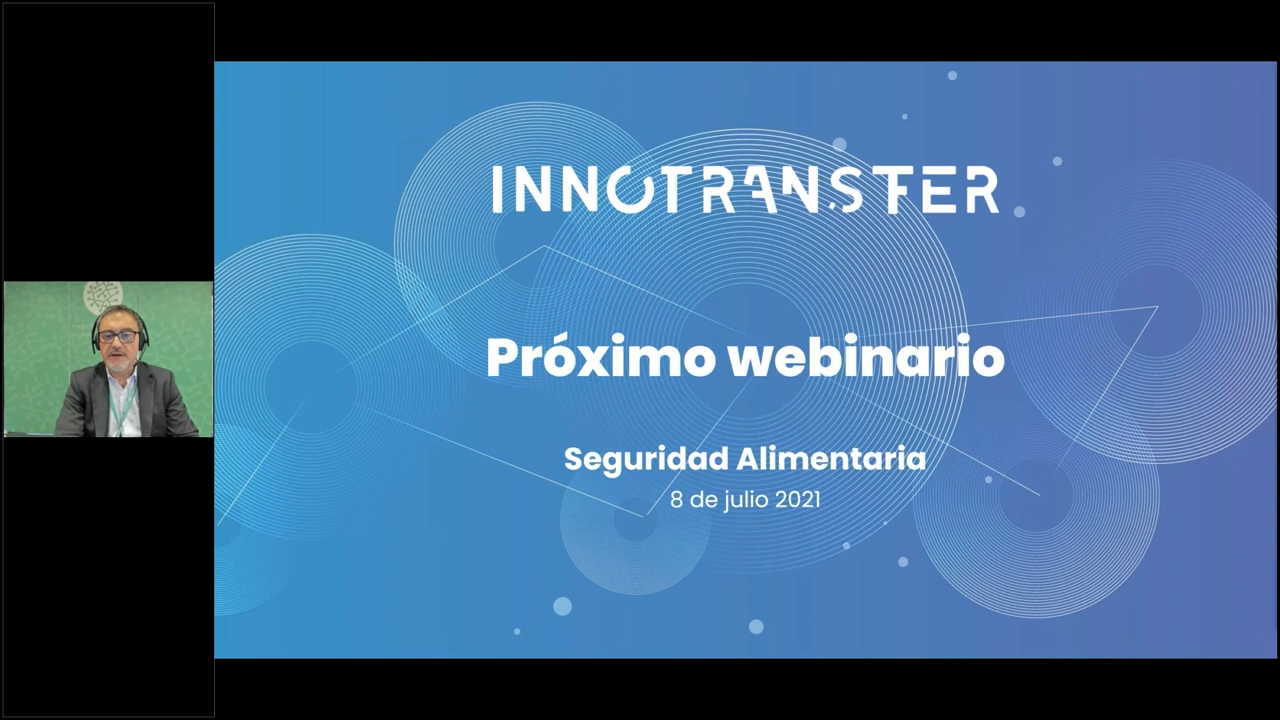 INNOTRANSFER
Próximo webinario
Seguridad Alimentaria
8 de julio 2021